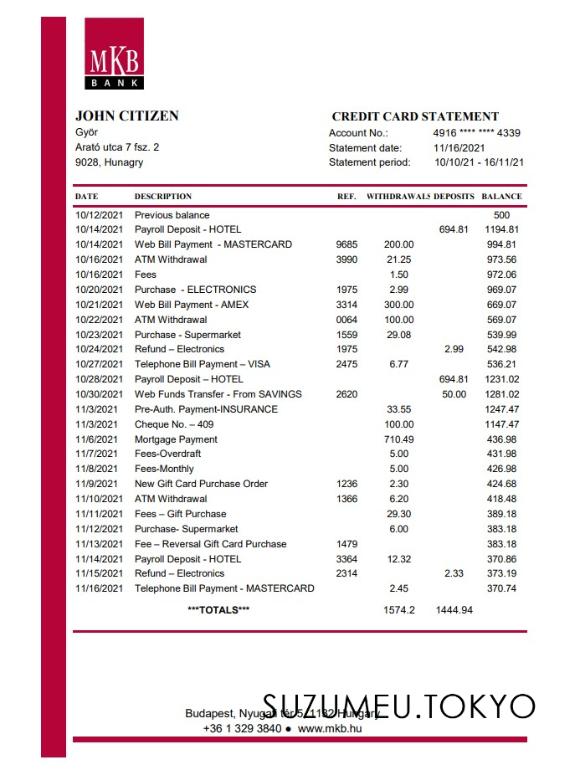 MKB
BANK
JOHN CITIZEN
Győr
Arató utca 7 fsz. 2
9028, Hunagry
CREDIT CARD STATEMENT
Account No.: 4916 **** **** 4339
Statement date: 11/16/2021
Statement period: 10/10/21 - 16/11/21
DATE DESCRIPTION REF. WITHDRAWALS DEPOSITS BALANCE
10/12/2021 Previous balance 500
10/14/2021 Payroll Deposit - HOTEL 694.81 1194.81
10/14/2021 Web Bill Payment - MASTERCARD 9685 200.00 994.81
10/16/2021 ATM Withdrawal 3990 21.25 973.56
10/16/2021 Fees 1.50 972.06
10/20/2021 Purchase - ELECTRONICS 1975 2.99 969.07
10/21/2021 Web Bill Payment - AMEX 3314 300.00 669.07
10/22/2021 ATM Withdrawal 0064 100.00 569.07
10/23/2021 Purchase - Supermarket 1559 29.08 539.99
10/24/2021 Refund – Electronics 1975 2.99 542.98
10/27/2021 Telephone Bill Payment – VISA 2475 6.77 536.21
10/28/2021 Payroll Deposit – HOTEL 694.81 1231.02
10/30/2021 Web Funds Transfer - From SAVINGS 2620 50.00 1281.02
11/3/2021 Pre-Auth. Payment-INSURANCE 33.55 1247.47
11/3/2021 Cheque No. – 409 100.00 1147.47
11/6/2021 Mortgage Payment 710.49 436.98
11/7/2021 Fees-Overdraft 5.00 431.98
11/8/2021 Fees-Monthly 5.00 426.98
11/9/2021 New Gift Card Purchase Order 1236 2.30 424.68
11/10/2021 ATM Withdrawal 1366 6.20 418.48
11/11/2021 Fees – Gift Purchase 29.30 389.18
11/12/2021 Purchase- Supermarket 6.00 383.18
11/13/2021 Fee – Reversal Gift Card Purchase 1479 383.18
11/14/2021 Payroll Deposit - HOTEL 3364 12.32 370.86
11/15/2021 Refund – Electronics 2314 2.33 373.19
11/16/2021 Telephone Bill Payment - MASTERCARD 2.45 370.74
***TOTALS*** 1574.2 1444.94
SUZUMEU.TOKYO
Budapest, Nyugati tér 5, 1132 Hungary
+36 1 329 3840 ● www.mkb.hu